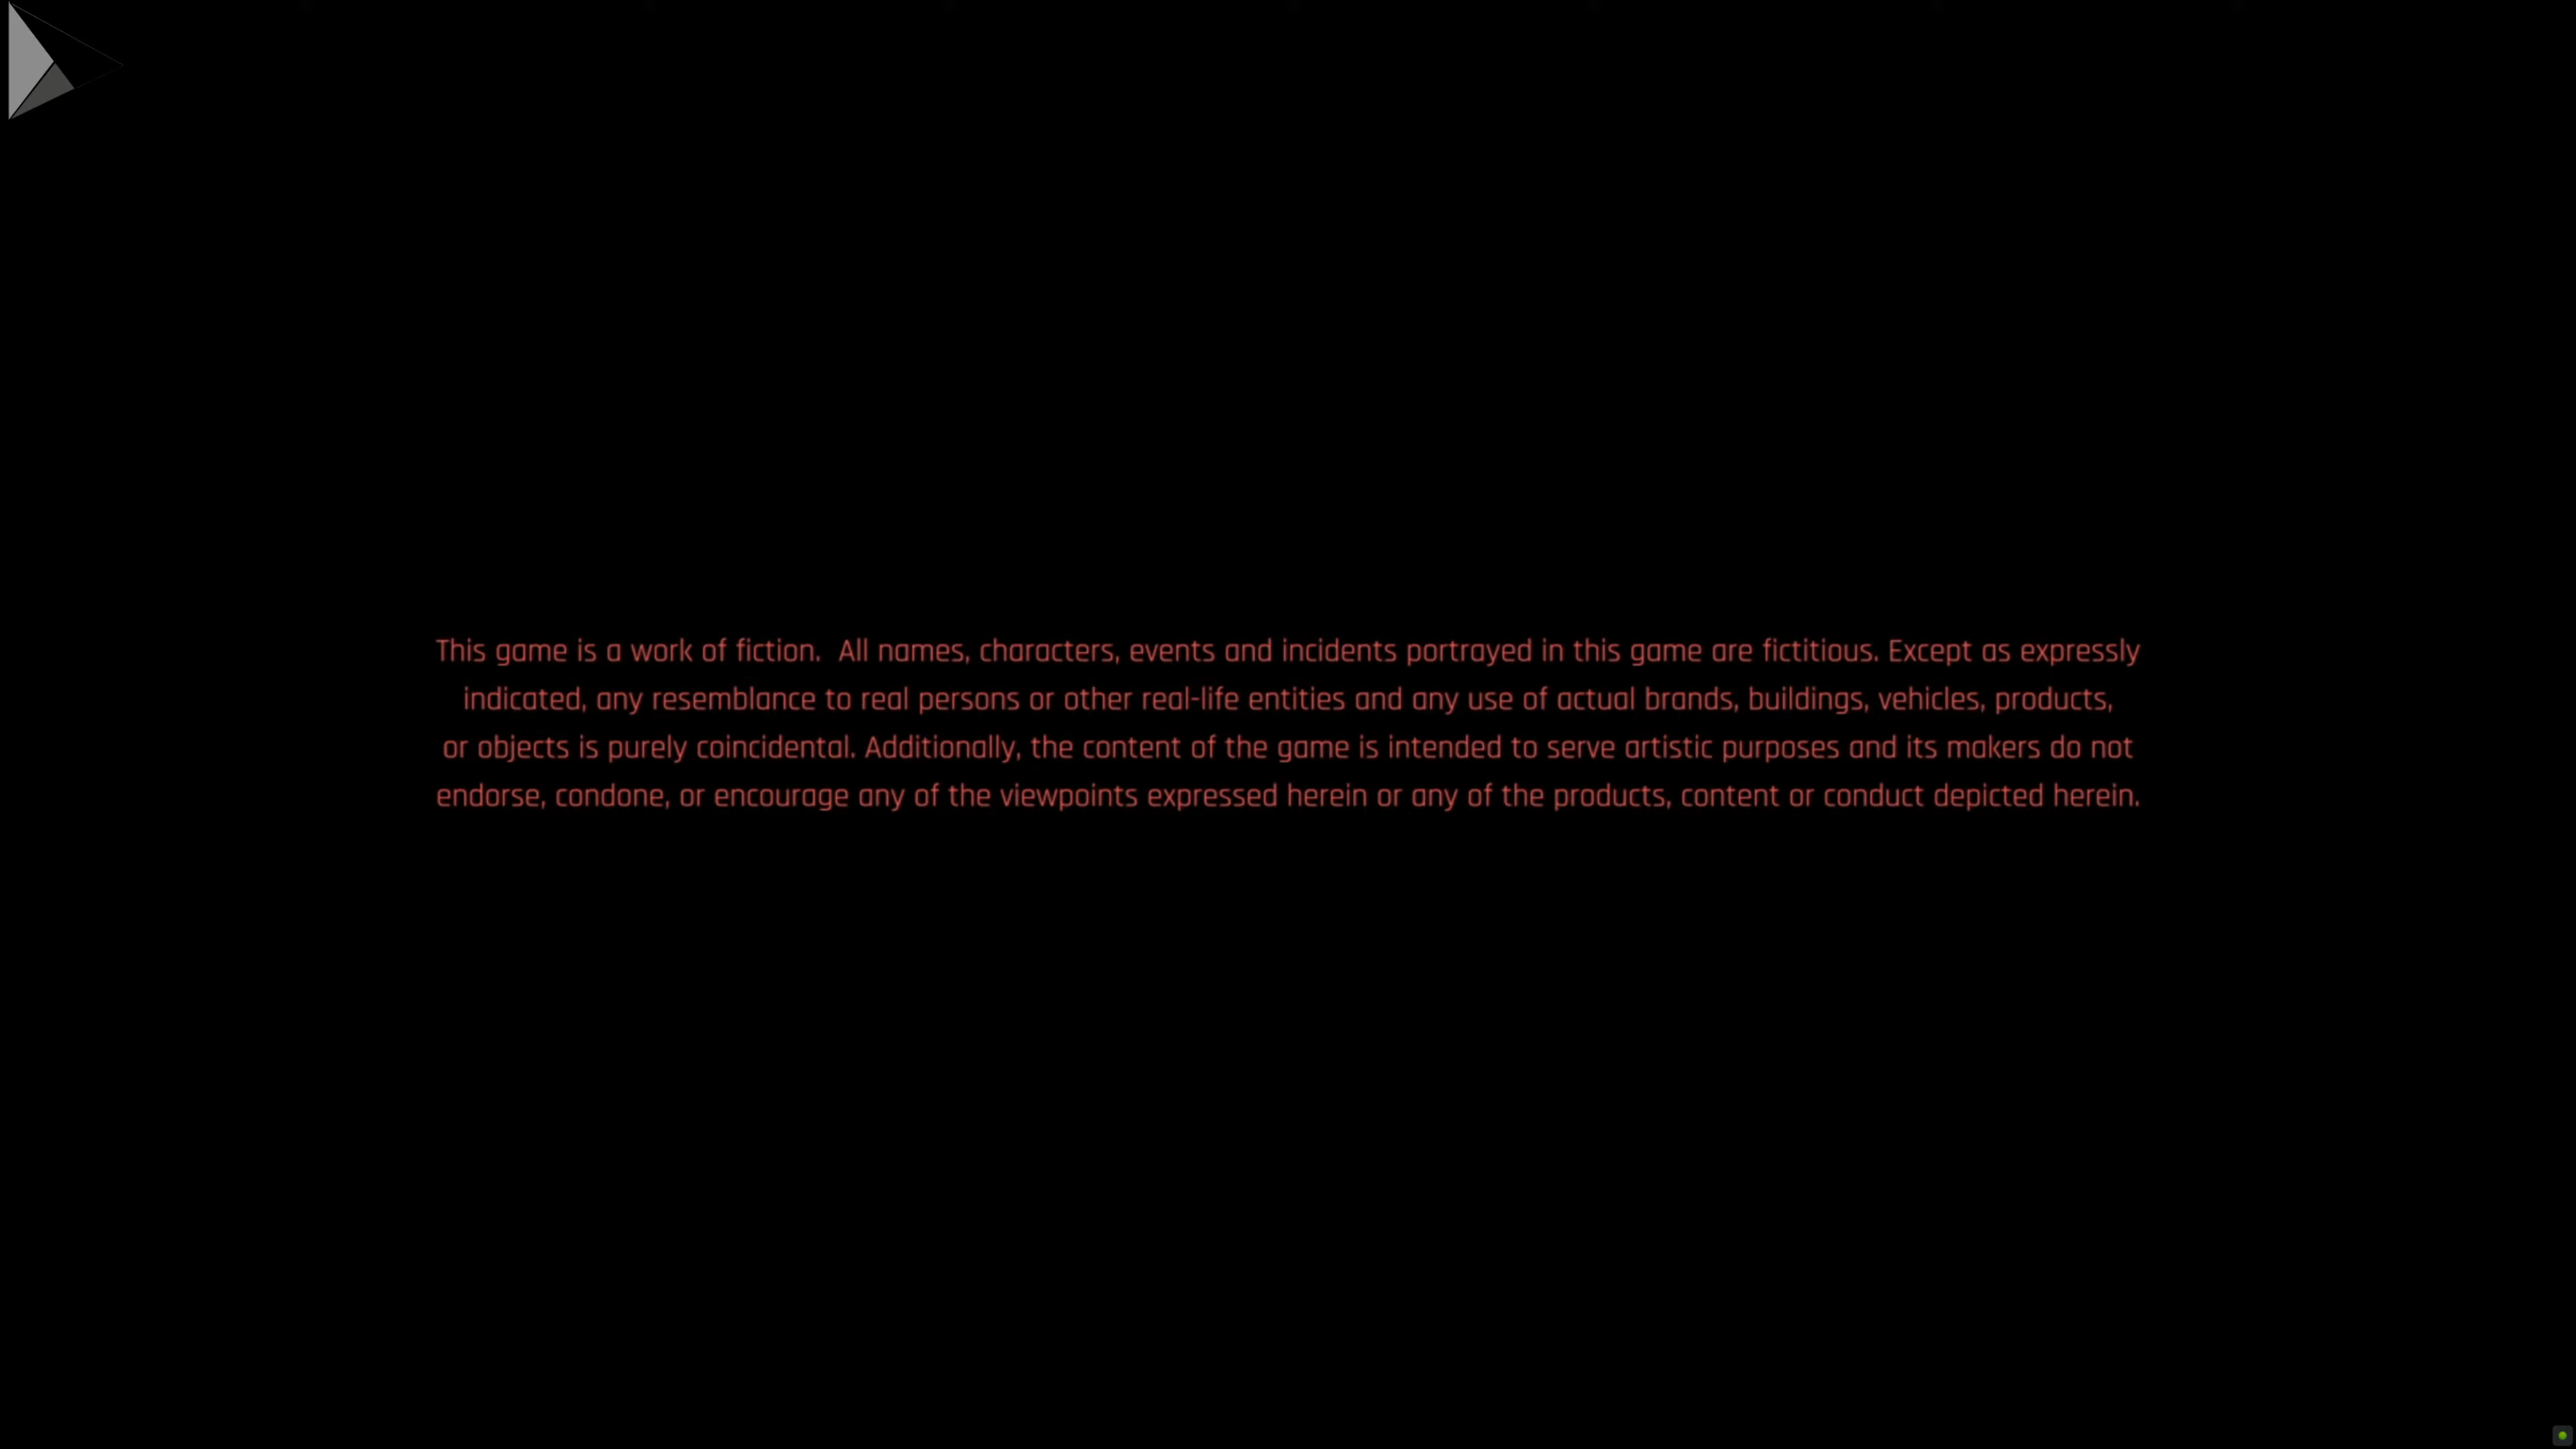 This game is a work of fiction.  All names, characters, events and incidents portrayed in this game are fictitious. Except as expressly
indicated, any resemblance to real persons or other real-life entities and any use of actual brands, buildings, vehicles, products,
or objects is purely coincidental. Additionally, the content of the game is intended to serve artistic purposes and its makers do not
endorse, condone, or encourage any of the viewpoints expressed herein or any of the products, content or conduct depicted herein.